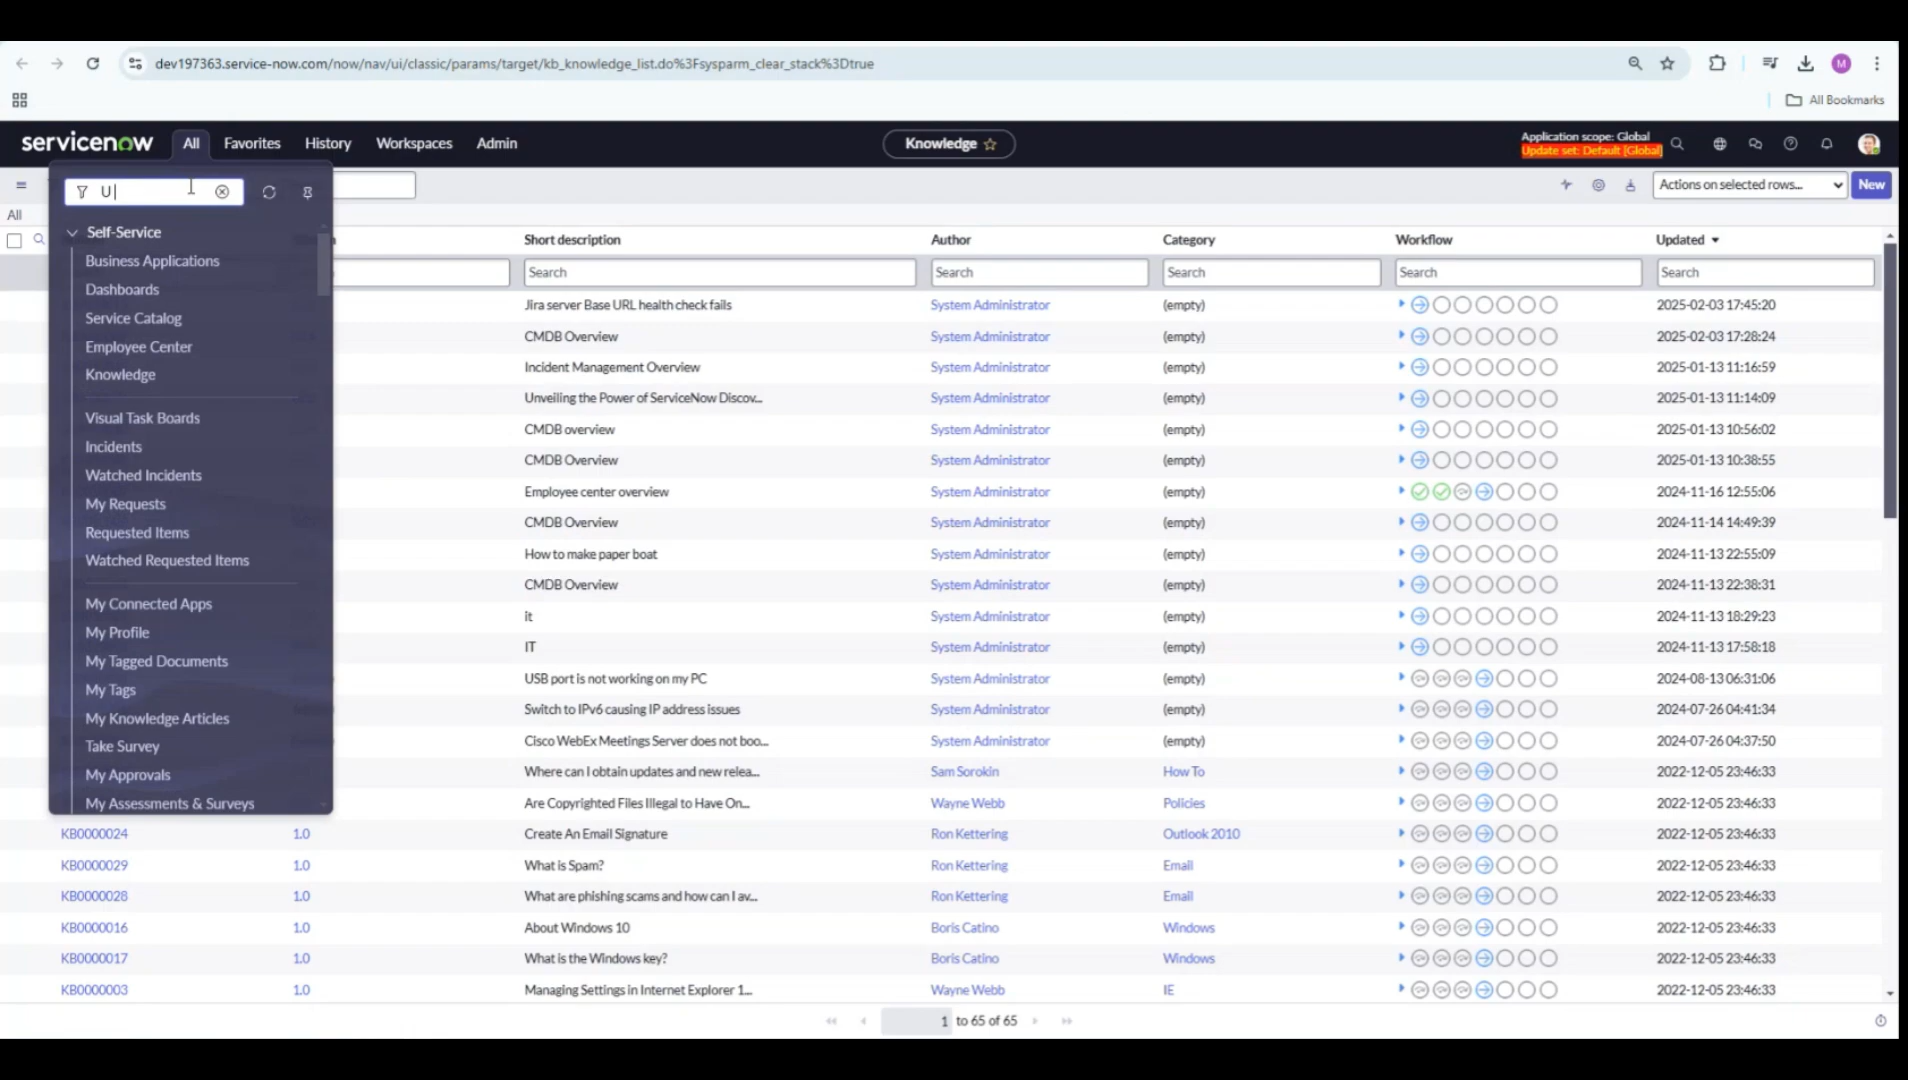 dev197363.service-now.com/now/nav/ui/classic/params/target/kb_knowledge_list.do%3Fsysparm_clear_stack%3Dtrue
M
All Bookmarks
servicenow All Favorites History Workspaces Admin
Knowledge
Application scope: Global
Update set: Default [Global]
U
Actions on selected rows...
New
All
Self-Service
Business Applications
Dashboards
Service Catalog
Employee Center
Knowledge
Visual Task Boards
Incidents
Watched Incidents
My Requests
Requested Items
Watched Requested Items
My Connected Apps
My Profile
My Tagged Documents
My Tags
My Knowledge Articles
Take Survey
My Approvals
My Assessments & Surveys
Short description Author Category Workflow Updated
Search Search Search Search Search
Jira server Base URL health check fails System Administrator (empty) 2025-02-03 17:45:20
CMDB Overview System Administrator (empty) 2025-02-03 17:28:24
Incident Management Overview System Administrator (empty) 2025-01-13 11:16:59
Unveiling the Power of ServiceNow Discov... System Administrator (empty) 2025-01-13 11:14:09
CMDB overview System Administrator (empty) 2025-01-13 10:56:02
CMDB Overview System Administrator (empty) 2025-01-13 10:38:55
Employee center overview System Administrator (empty) 2024-11-16 12:55:06
CMDB Overview System Administrator (empty) 2024-11-14 14:49:39
How to make paper boat System Administrator (empty) 2024-11-13 22:55:09
CMDB Overview System Administrator (empty) 2024-11-13 22:38:31
it System Administrator (empty) 2024-11-13 18:29:23
IT System Administrator (empty) 2024-11-13 17:58:18
USB port is not working on my PC System Administrator (empty) 2024-08-13 06:31:06
Switch to IPv6 causing IP address issues System Administrator (empty) 2024-07-26 04:41:34
Cisco WebEx Meetings Server does not boo... System Administrator (empty) 2024-07-26 04:37:50
Where can I obtain updates and new relea... Sam Sorokin How To 2022-12-05 23:46:33
Are Copyrighted Files Illegal to Have On... Wayne Webb Policies 2022-12-05 23:46:33
KB0000024 1.0 Create An Email Signature Ron Kettering Outlook 2010 2022-12-05 23:46:33
KB0000029 1.0 What is Spam? Ron Kettering Email 2022-12-05 23:46:33
KB0000028 1.0 What are phishing scams and how can I av... Ron Kettering Email 2022-12-05 23:46:33
KB0000016 1.0 About Windows 10 Boris Catino Windows 2022-12-05 23:46:33
KB0000017 1.0 What is the Windows key? Boris Catino Windows 2022-12-05 23:46:33
KB0000003 1.0 Managing Settings in Internet Explorer 1... Wayne Webb IE 2022-12-05 23:46:33
1 to 65 of 65